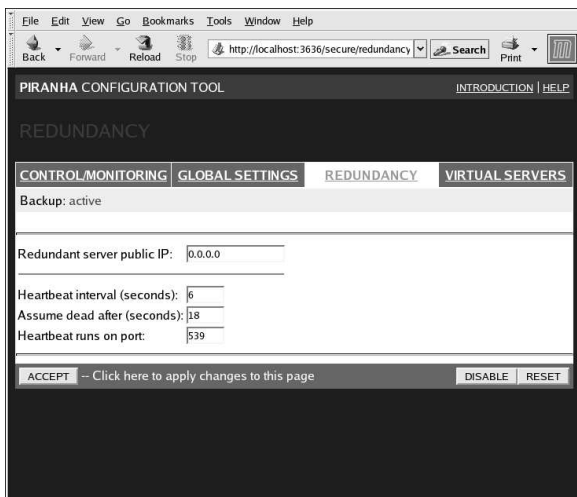 File Edit View Go Bookmarks Tools Window Help
Back Forward Reload Stop http://localhost:3636/secure/redundancy Search Print
PIRANHA CONFIGURATION TOOL INTRODUCTION | HELP
REDUNDANCY
CONTROL/MONITORING GLOBAL SETTINGS REDUNDANCY VIRTUAL SERVERS
Backup: active
Redundant server public IP: 0.0.0.0
Heartbeat interval (seconds): 6
Assume dead after (seconds): 18
Heartbeat runs on port: 539
ACCEPT -- Click here to apply changes to this page DISABLE RESET